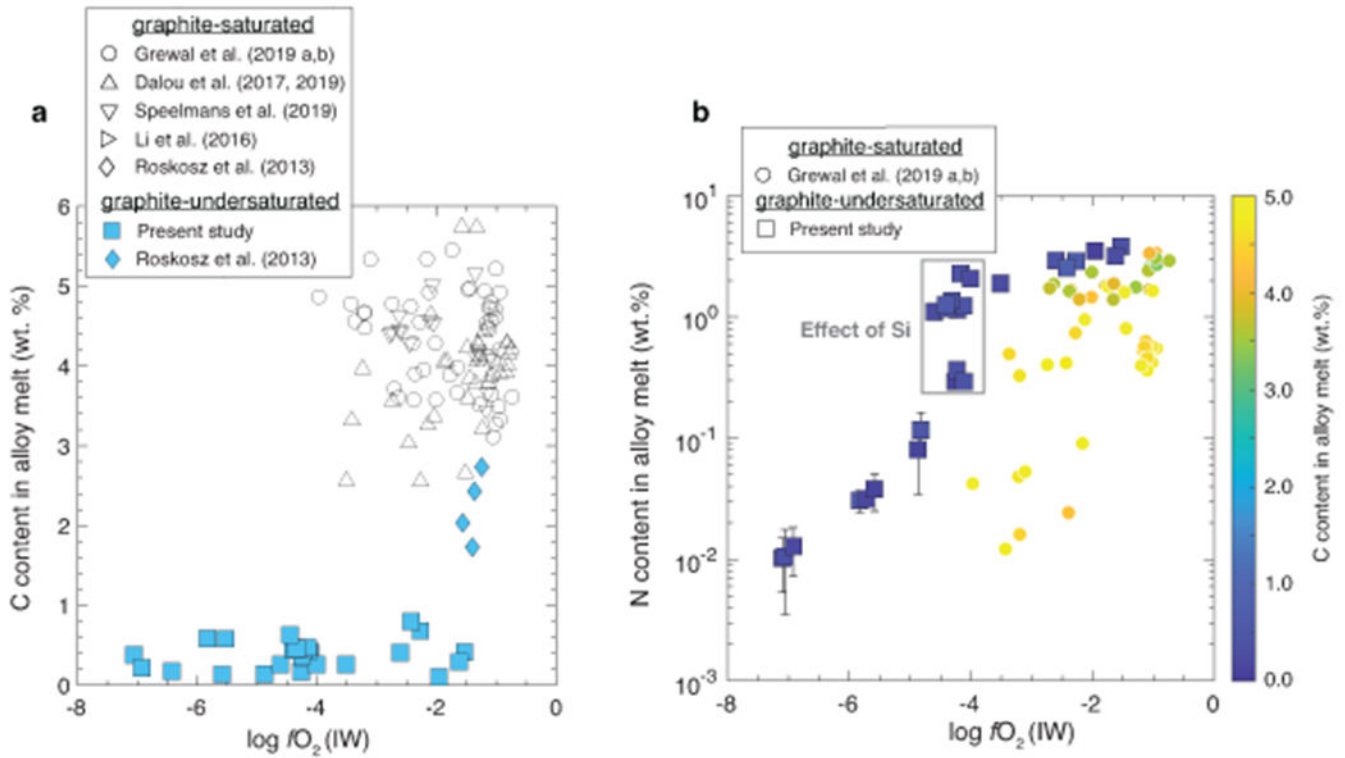 a
graphite-saturated
Grewal et al. (2019 a,b)
Dalou et al. (2017, 2019)
Speelmans et al. (2019)
Li et al. (2016)
Roskosz et al. (2013)
graphite-undersaturated
Present study
Roskosz et al. (2013)
C content in alloy melt (wt. %)
6
5
4
3
2
1
0
-8
-6
-4
-2
0
log fO2 (IW)
b
graphite-saturated
Grewal et al. (2019 a,b)
graphite-undersaturated
Present study
Effect of Si
N content in alloy melt (wt. %)
10^1
10^0
10^-1
10^-2
10^-3
-8
-6
-4
-2
0
log fO2 (IW)
5.0
4.0
3.0
2.0
1.0
0.0
C content in alloy melt (wt.%)